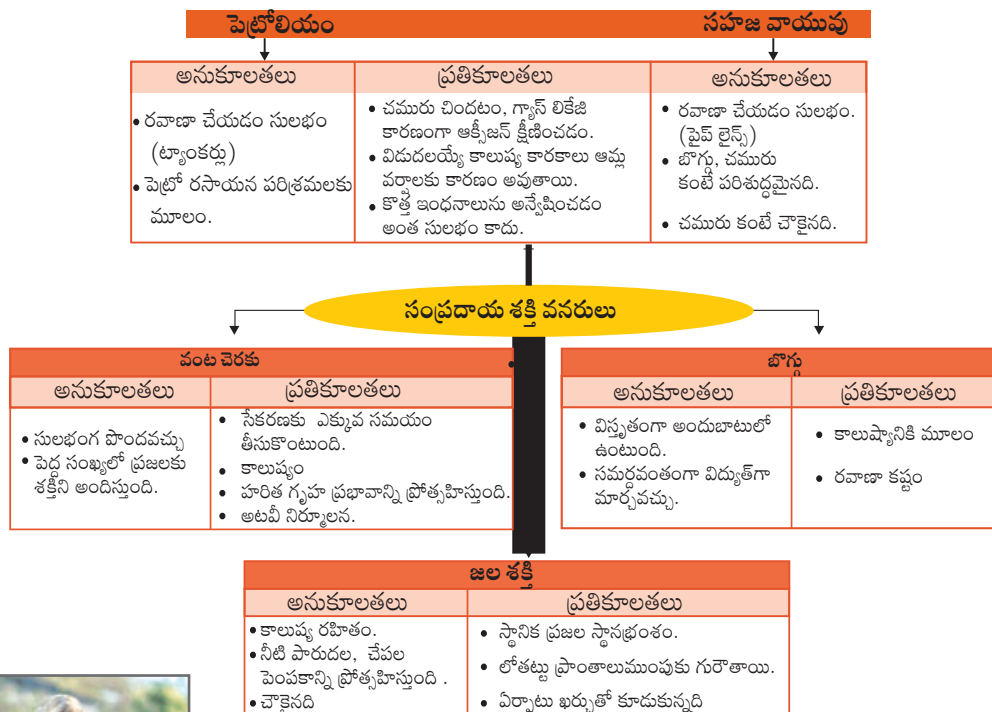 పెట్రోలియం
సహజ వాయువు
అనుకూలతలు
• రవాణా చేయడం సులభం
(ట్యాంకర్లు)
• పెట్రో రసాయన పరిశ్రమలకు
మూలం.
ప్రతికూలతలు
• చమురు చిందటం, గ్యాస్ లికేజి
కారణంగా ఆక్సీజన్ క్షీణించడం.
• విడుదలయ్యే కాలుష్య కారకాలు ఆమ్ల
వర్షాలకు కారణం అవుతాయి.
• కొత్త ఇంధనాలును అన్వేషించడం
అంత సులభం కాదు.
అనుకూలతలు
• రవాణా చేయడం సులభం.
(పైప్ లైన్స్)
• బొగ్గు, చమురు
కంటే పరిశుద్ధమైనది.
• చమురు కంటే చౌకైనది.
సంప్రదాయ శక్తి వనరులు
వంట చెరకు
అనుకూలతలు
• సులభంగ పొందవచ్చు
• పెద్ద సంఖ్యలో ప్రజలకు
శక్తిని అందిస్తుంది.
ప్రతికూలతలు
• సేకరణకు ఎక్కువ సమయం
తీసుకొంటుంది.
• కాలుష్యం
• హరిత గృహ ప్రభావాన్ని ప్రోత్సహిస్తుంది.
• అటవీ నిర్మూలన.
బొగ్గు
అనుకూలతలు
• విస్తృతంగా అందుబాటులో
ఉంటుంది.
• సమర్దవంతంగా విద్యుత్‌గా
మార్చవచ్చు.
ప్రతికూలతలు
• కాలుష్యానికి మూలం
• రవాణా కష్టం
జల శక్తి
అనుకూలతలు
• కాలుష్య రహితం.
• నీటి పారుదల, చేపల
పెంపకాన్ని ప్రోత్సహిస్తుంది .
• చౌకైనది
ప్రతికూలతలు
• స్థానిక ప్రజల స్థానభ్రంశం.
• లోతట్టు ప్రాంతాలుముంపుకు గురౌతాయి.
• ఏర్పాటు ఖర్చుతో కూడుకున్నది